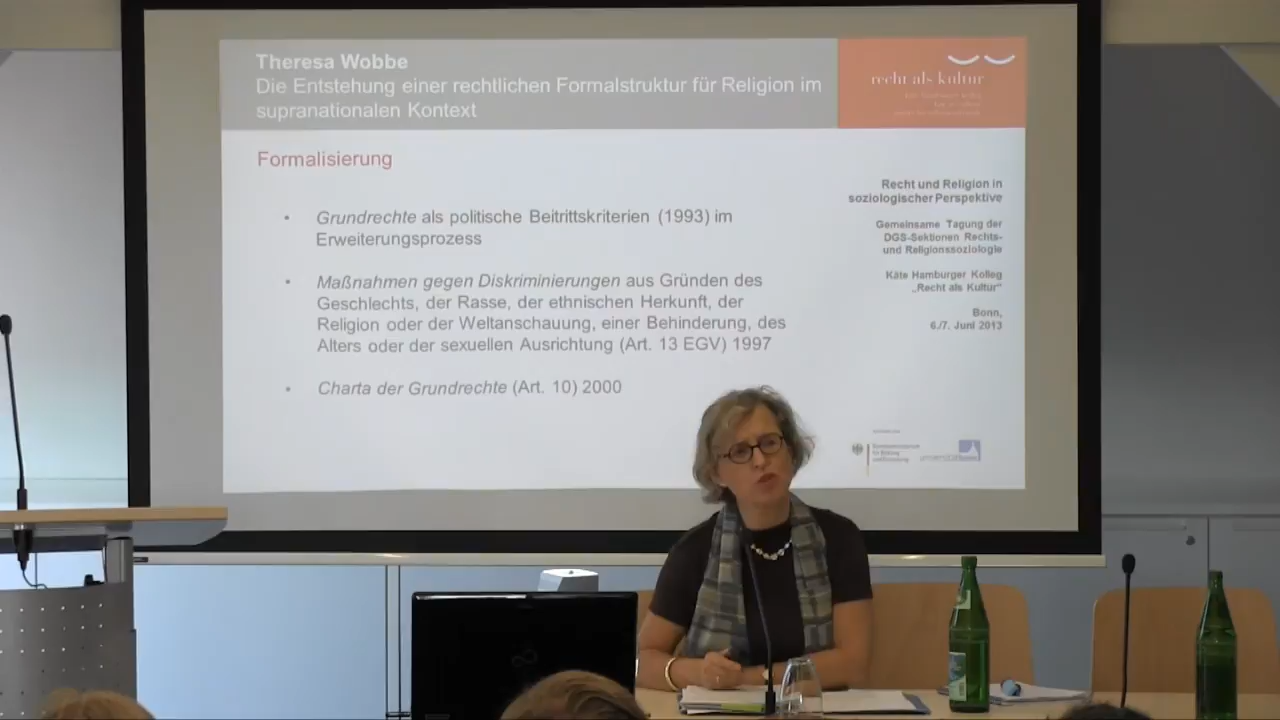 Theresa Wobbe
Die Entstehung einer rechtlichen Formalstruktur für Religion im
supranationalen Kontext
recht als kultur
Formalisierung
• Grundrechte als politische Beitrittskriterien (1993) im
Erweiterungsprozess
• Maßnahmen gegen Diskriminierungen aus Gründen des
Geschlechts, der Rasse, der ethnischen Herkunft, der
Religion oder der Weltanschauung, einer Behinderung, des
Alters oder der sexuellen Ausrichtung (Art. 13 EGV) 1997
• Charta der Grundrechte (Art. 10) 2000
Recht und Religion in
soziologischer Perspektive
Gemeinsame Tagung der
DGS-Sektionen Rechts-
und Religionssoziologie
Käte Hamburger Kolleg
„Recht als Kultur“
Bonn,
6./7. Juni 2013